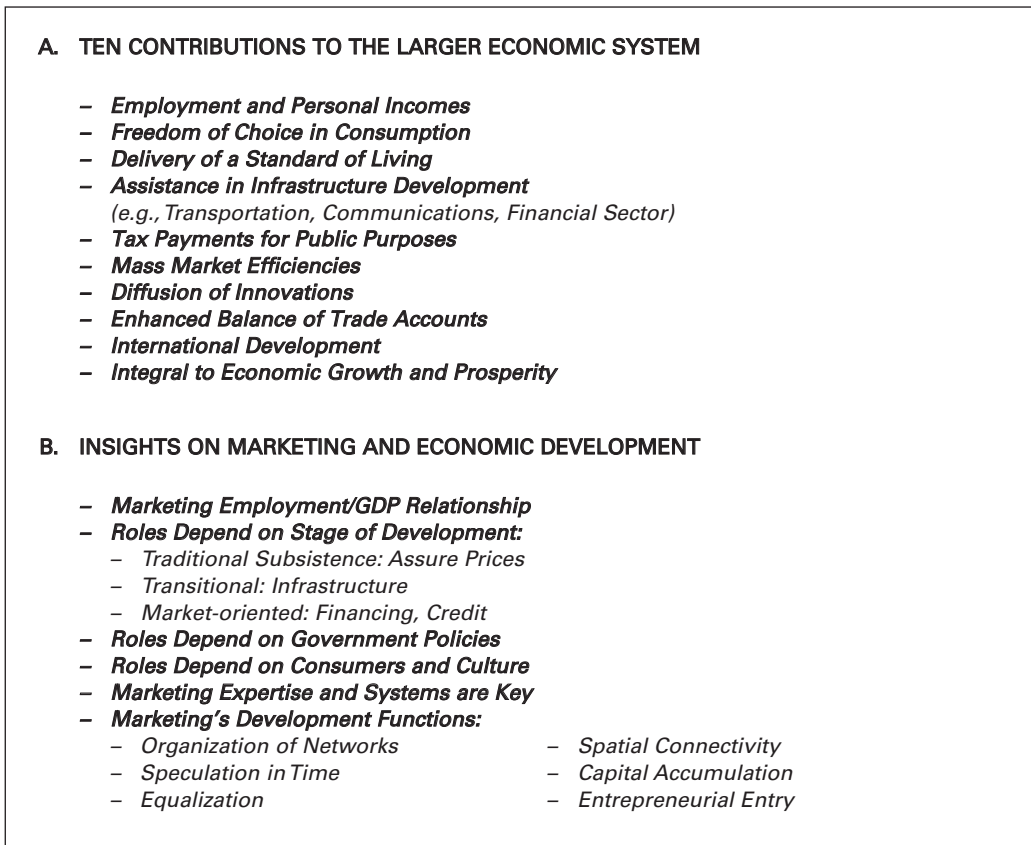 A. TEN CONTRIBUTIONS TO THE LARGER ECONOMIC SYSTEM
– Employment and Personal Incomes
– Freedom of Choice in Consumption
– Delivery of a Standard of Living
– Assistance in Infrastructure Development
(e.g., Transportation, Communications, Financial Sector)
– Tax Payments for Public Purposes
– Mass Market Efficiencies
– Diffusion of Innovations
– Enhanced Balance of Trade Accounts
– International Development
– Integral to Economic Growth and Prosperity
B. INSIGHTS ON MARKETING AND ECONOMIC DEVELOPMENT
– Marketing Employment/GDP Relationship
– Roles Depend on Stage of Development:
– Traditional Subsistence: Assure Prices
– Transitional: Infrastructure
– Market-oriented: Financing, Credit
– Roles Depend on Government Policies
– Roles Depend on Consumers and Culture
– Marketing Expertise and Systems are Key
– Marketing's Development Functions:
– Organization of Networks – Spatial Connectivity
– Speculation in Time – Capital Accumulation
– Equalization – Entrepreneurial Entry